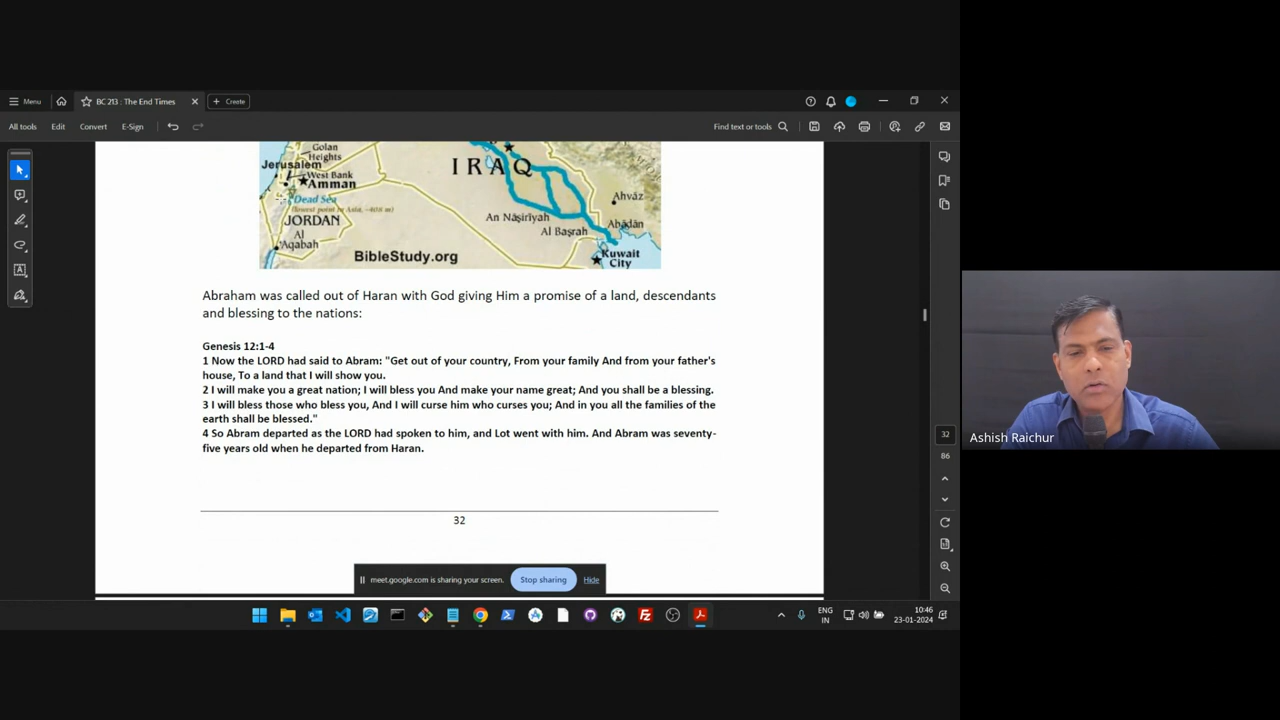 Menu
BC 213 : The End Times
Create
All tools Edit Convert E-Sign
Find text or tools
Golan
Heights
Jerusalem
West Bank
Amman
Dead Sea
JORDAN
Al
Aqabah
IRAQ
Ahvāz
An Nāşirīyah
Abādān
Al Başrah
Kuwait
City
BibleStudy.org
Abraham was called out of Haran with God giving Him a promise of a land, descendants
and blessing to the nations:
Genesis 12:1-4
1 Now the LORD had said to Abram: "Get out of your country, From your family And from your father's
house, To a land that I will show you.
2 I will make you a great nation; I will bless you And make your name great; And you shall be a blessing.
3 I will bless those who bless you, And I will curse him who curses you; And in you all the families of the
earth shall be blessed."
4 So Abram departed as the LORD had spoken to him, and Lot went with him. And Abram was seventy-
five years old when he departed from Haran.
32
32
86
meet.google.com is sharing your screen. Stop sharing Hide
ENG
IN
10:46
23-01-2024
Ashish Raichur